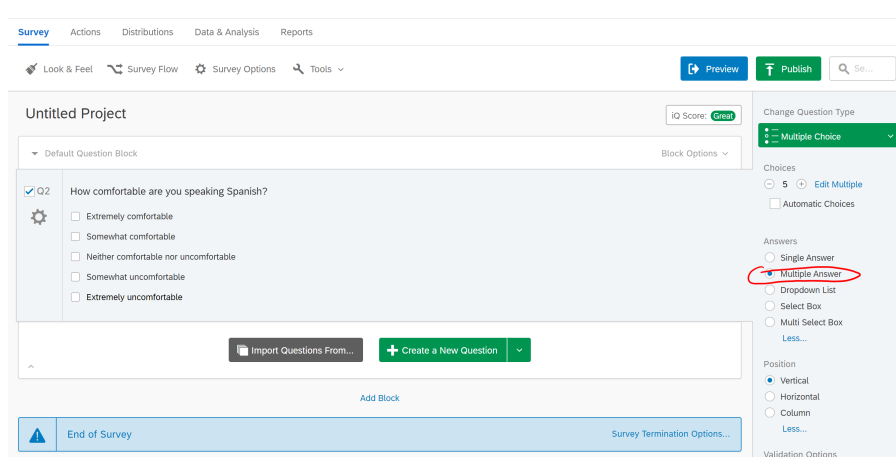 Survey Actions Distributions Data & Analysis Reports
Look & Feel Survey Flow Survey Options Tools Preview Publish Se...
Untitled Project iQ Score: Great
Default Question Block Block Options
Q2 How comfortable are you speaking Spanish?
Extremely comfortable
Somewhat comfortable
Neither comfortable nor uncomfortable
Somewhat uncomfortable
Extremely uncomfortable
Import Questions From... Create a New Question
Add Block
End of Survey Survey Termination Options...
Change Question Type
Multiple Choice
Choices
5 Edit Multiple
Automatic Choices
Answers
Single Answer
Multiple Answer
Dropdown List
Select Box
Multi Select Box
Less...
Position
Vertical
Horizontal
Column
Less...
Validation Options